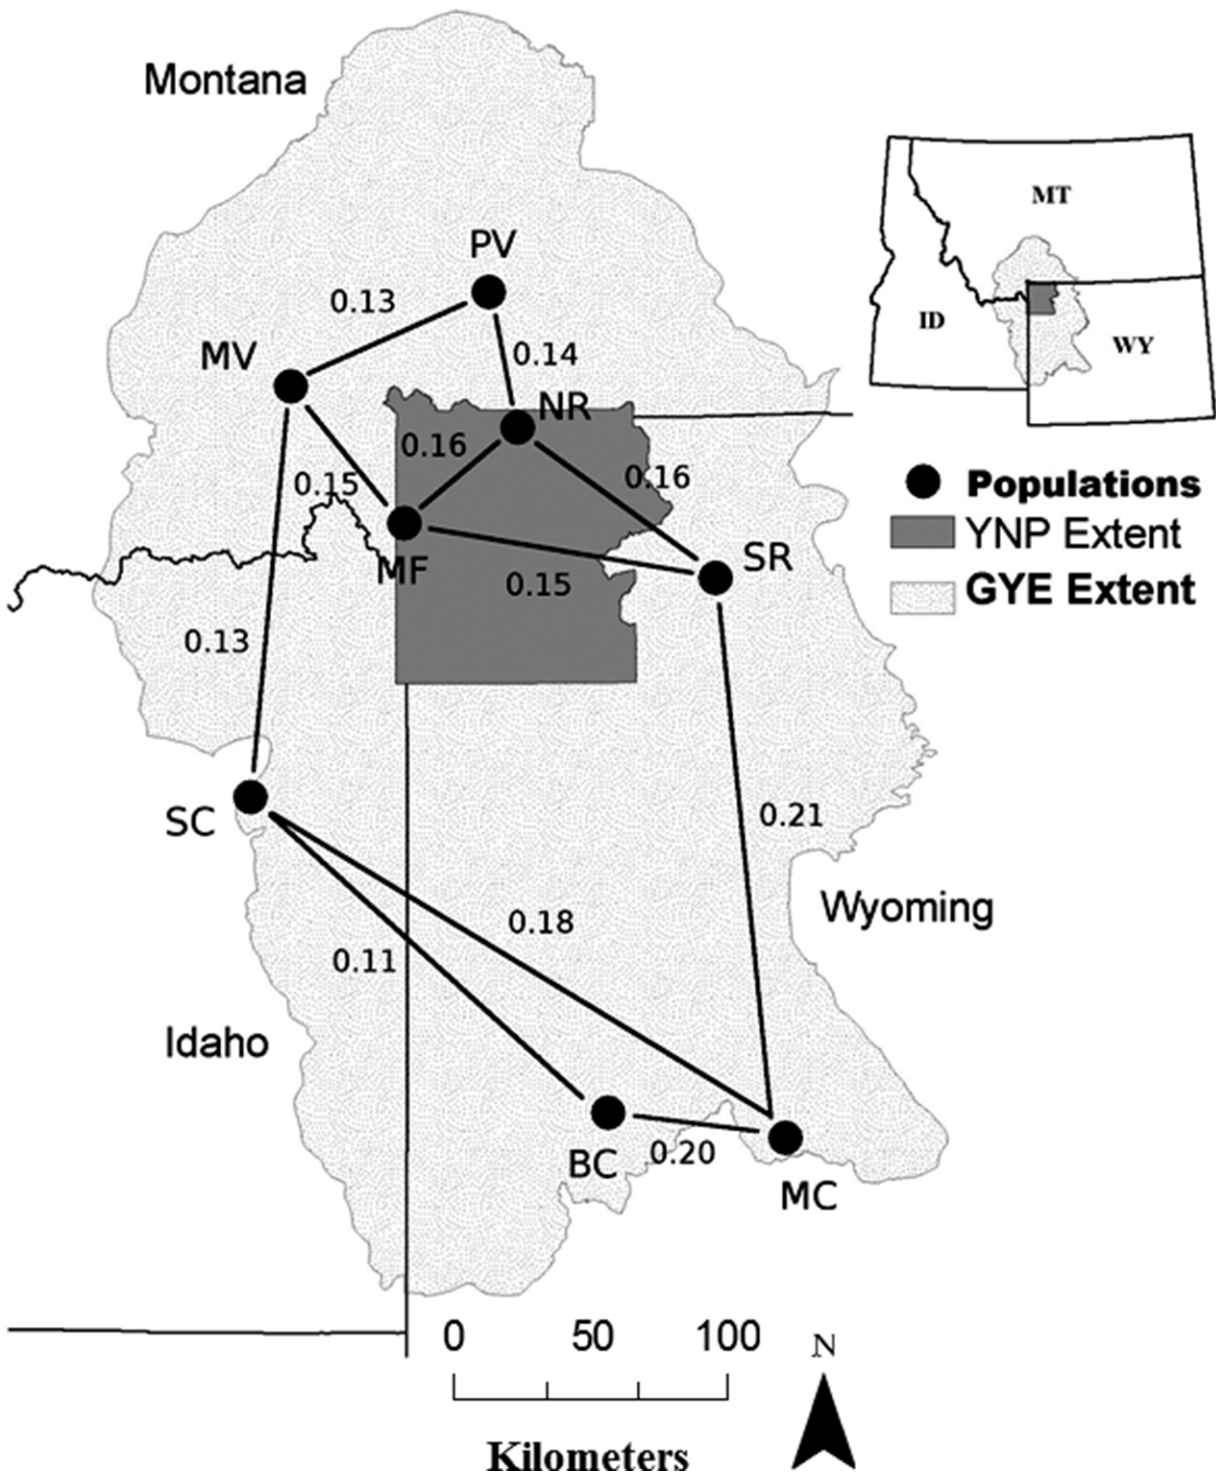 Montana
MT
ID
WY
PV
0.13
MV
0.14
NR
0.16
0.16
0.15
Populations
YNP Extent
GYE Extent
MF
0.15
SR
0.13
SC
0.21
0.18
Wyoming
0.11
Idaho
BC
0.20
MC
0 50 100
N
Kilometers